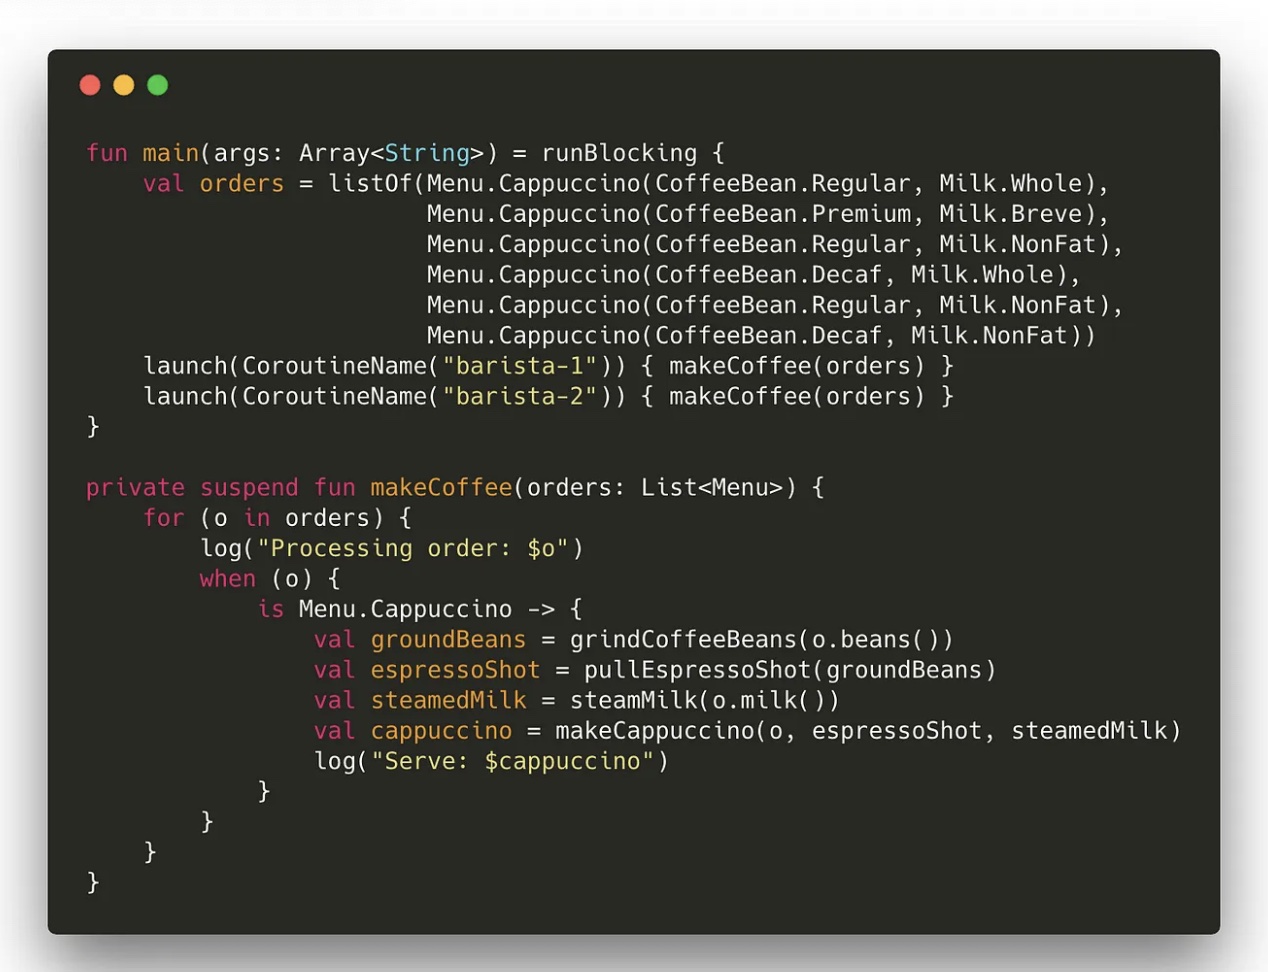 fun main(args: Array<String>) = runBlocking {
    val orders = listOf(Menu.Cappuccino(CoffeeBean.Regular, Milk.Whole),
                        Menu.Cappuccino(CoffeeBean.Premium, Milk.Breve),
                        Menu.Cappuccino(CoffeeBean.Regular, Milk.NonFat),
                        Menu.Cappuccino(CoffeeBean.Decaf, Milk.Whole),
                        Menu.Cappuccino(CoffeeBean.Regular, Milk.NonFat),
                        Menu.Cappuccino(CoffeeBean.Decaf, Milk.NonFat))
    launch(CoroutineName("barista-1")) { makeCoffee(orders) }
    launch(CoroutineName("barista-2")) { makeCoffee(orders) }
}

private suspend fun makeCoffee(orders: List<Menu>) {
    for (o in orders) {
        log("Processing order: $o")
        when (o) {
            is Menu.Cappuccino -> {
                val groundBeans = grindCoffeeBeans(o.beans())
                val espressoShot = pullEspressoShot(groundBeans)
                val steamedMilk = steamMilk(o.milk())
                val cappuccino = makeCappuccino(o, espressoShot, steamedMilk)
                log("Serve: $cappuccino")
            }
        }
    }
}